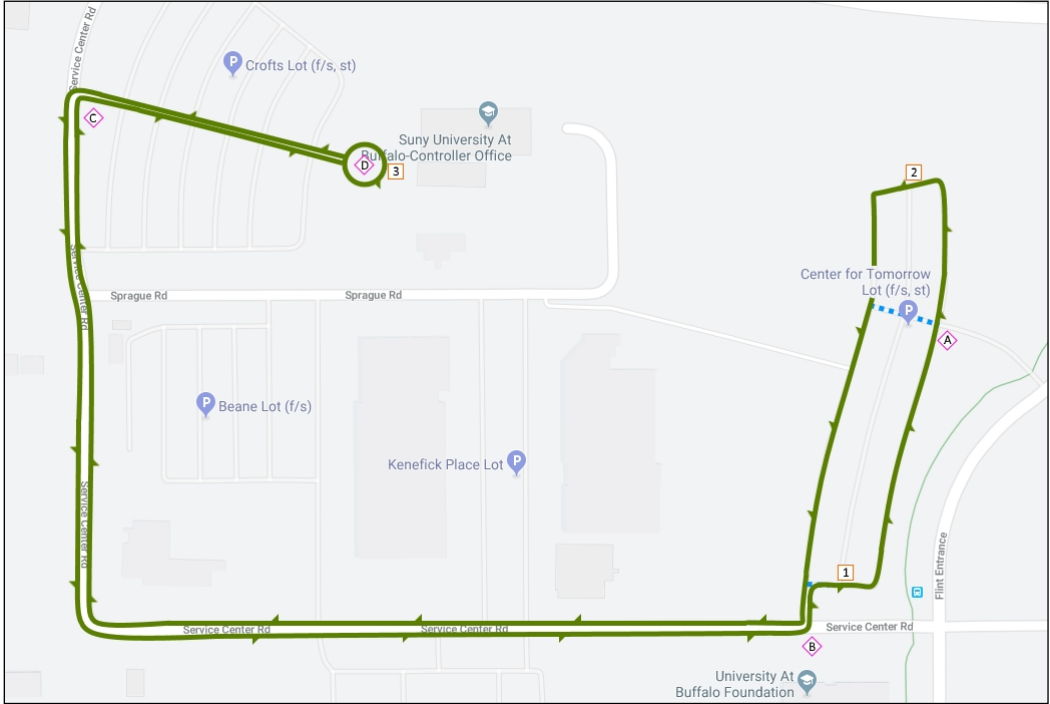 Service Center Rd
P
Crofts Lot (f/s, st)
C
Suny University At
Buffalo-Controller Office
D
3
2
Service Center Rd
Center for Tomorrow
Lot (f/s, st)
P
Sprague Rd
Sprague Rd
A
P
Beane Lot (f/s)
Kenefick Place Lot
P
Service Center Rd
1
Flint Entrance
Service Center Rd
Service Center Rd
Service Center Rd
B
University At
Buffalo Foundation